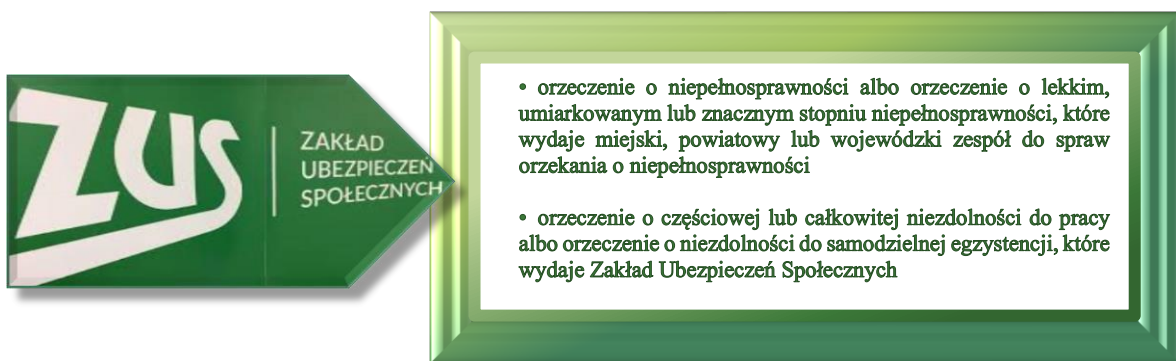 ZUS
ZAKŁAD
UBEZPIECZEŃ
SPOŁECZNYCH
• orzeczenie o niepełnosprawności albo orzeczenie o lekkim,
umiarkowanym lub znacznym stopniu niepełnosprawności, które
wydaje miejski, powiatowy lub wojewódzki zespół do spraw
orzekania o niepełnosprawności
• orzeczenie o częściowej lub całkowitej niezdolności do pracy
albo orzeczenie o niezdolności do samodzielnej egzystencji, które
wydaje Zakład Ubezpieczeń Społecznych